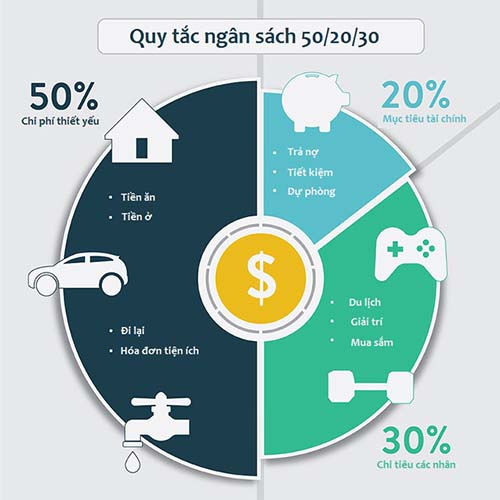 Quy tắc ngân sách 50/20/30
50%
Chi phí thiết yếu
20%
Mục tiêu tài chính
• Trả nợ
• Tiết kiệm
• Dự phòng
• Tiền ăn
• Tiền ở
$
• Du lịch
• Giải trí
• Mua sắm
• Đi lại
• Hóa đơn tiện ích
30%
Chi tiêu các nhân